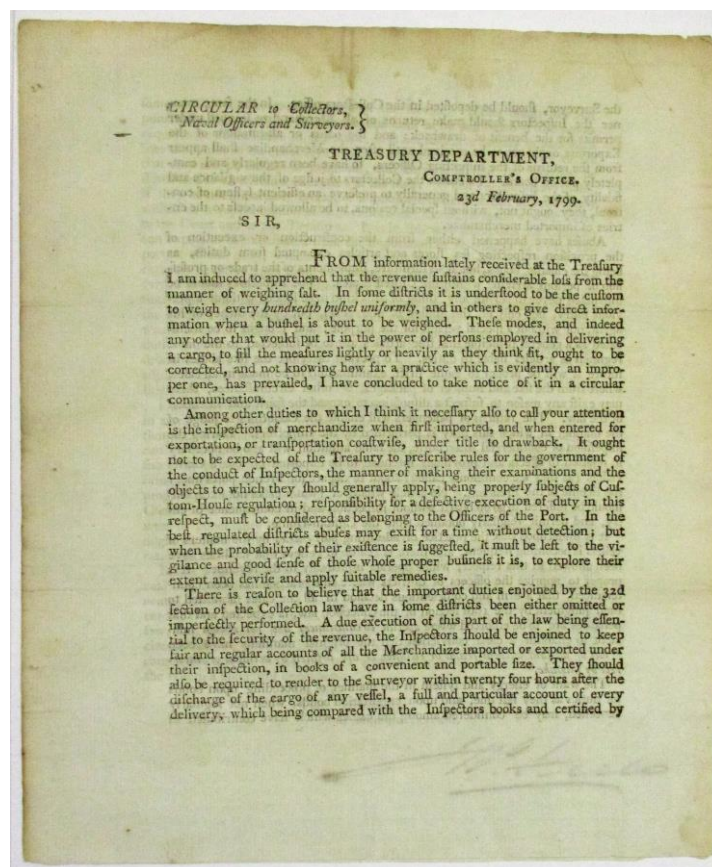 CIRCULAR to Collectors,
Naval Officers and Surveyors.
TREASURY DEPARTMENT,
COMPTROLLER'S OFFICE.
23d February, 1799.
SIR,
FROM information lately received at the Treasury
I am induced to apprehend that the revenue ſuſtains conſiderable loſs from the
manner of weighing ſalt. In ſome diſtricts it is underſtood to be the cuſtom
to weigh every hundredth buſhel uniformly, and in others to give direct infor-
mation when a buſhel is about to be weighed. Theſe modes, and indeed
any other that would put it in the power of perſons employed in delivering
a cargo, to fill the meaſures lightly or heavily as they think fit, ought to be
corrected, and not knowing how far a practice which is evidently an impro-
per one, has prevailed, I have concluded to take notice of it in a circular
communication.
Among other duties to which I think it neceſſary alſo to call your attention
is the inſpection of merchandize when firſt imported, and when entered for
exportation, or tranſportation coaſtwiſe, under title to drawback. It ought
not to be expected of the Treaſury to preſcribe rules for the government of
the conduct of Inſpectors, the manner of making their examinations and the
objects to which they ſhould generally apply, being properly ſubjects of Cuſ-
tom-Houſe regulation; reſponſibility for a defective execution of duty in this
reſpect, muſt be conſidered as belonging to the Officers of the Port. In the
beſt regulated diſtricts abuſes may exiſt for a time without detection; but
when the probability of their exiſtence is ſuggeſted, it muſt be left to the vi-
gilance and good ſenſe of thoſe whoſe proper buſineſs it is, to explore their
extent and deviſe and apply ſuitable remedies.
There is reaſon to believe that the important duties enjoined by the 32d
ſection of the Collection law have in ſome diſtricts been either omitted or
imperfectly performed. A due execution of this part of the law being eſſen-
tial to the ſecurity of the revenue, the Inſpectors ſhould be enjoined to keep
fair and regular accounts of all the Merchandize imported or exported under
their inſpection, in books of a convenient and portable ſize. They ſhould
alſo be required to render to the Surveyor within twenty four hours after the
diſcharge of the cargo of any veſſel, a full and particular account of every
delivery, which being compared with the Inſpectors books and certified by